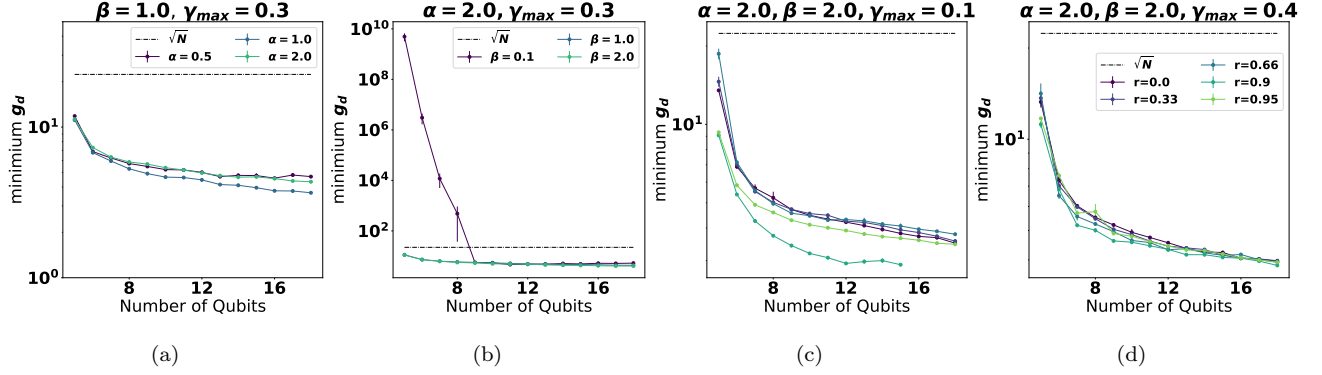 β = 1.0, γmax = 0.3
minimium gd
10¹
10⁰
√N
α = 0.5
α = 1.0
α = 2.0
8 12 16
Number of Qubits
(a)
α = 2.0, γmax = 0.3
minimium gd
10¹⁰
10⁸
10⁶
10⁴
10²
√N
β = 0.1
β = 1.0
β = 2.0
8 12 16
Number of Qubits
(b)
α = 2.0, β = 2.0, γmax = 0.1
minimium gd
10¹
8 12 16
Number of Qubits
(c)
α = 2.0, β = 2.0, γmax = 0.4
minimium gd
10¹
√N
r=0.0
r=0.33
r=0.66
r=0.9
r=0.95
8 12 16
Number of Qubits
(d)